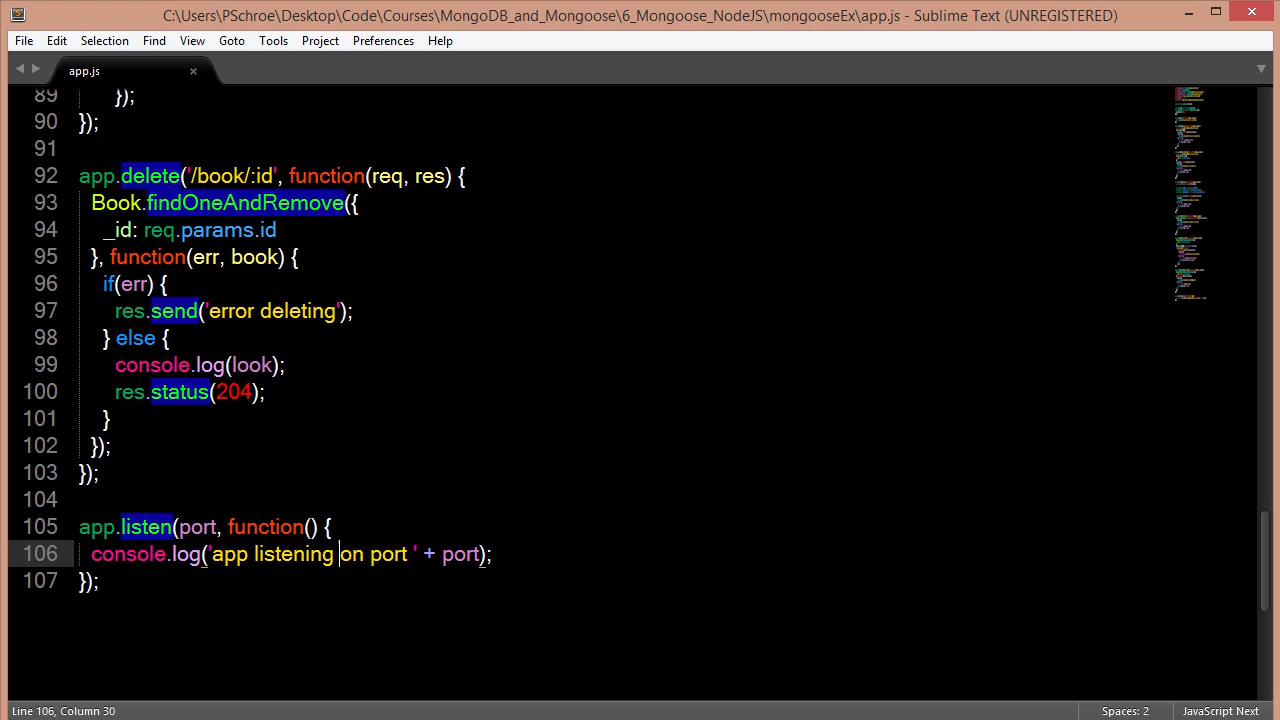 C:\Users\PSchroe\Desktop\Code\Courses\MongoDB_and_Mongoose\6_Mongoose_NodeJS\mongooseEx\app.js - Sublime Text (UNREGISTERED)
File Edit Selection Find View Goto Tools Project Preferences Help
app.js
89 });
90 });
91
92 app.delete('/book/:id', function(req, res) {
93 Book.findOneAndRemove({
94 _id: req.params.id
95 }, function(err, book) {
96 if(err) {
97 res.send('error deleting');
98 } else {
99 console.log(look);
100 res.status(204);
101 }
102 });
103 });
104
105 app.listen(port, function() {
106 console.log('app listening on port ' + port);
107 });
Line 106, Column 30 Spaces: 2 JavaScript Next